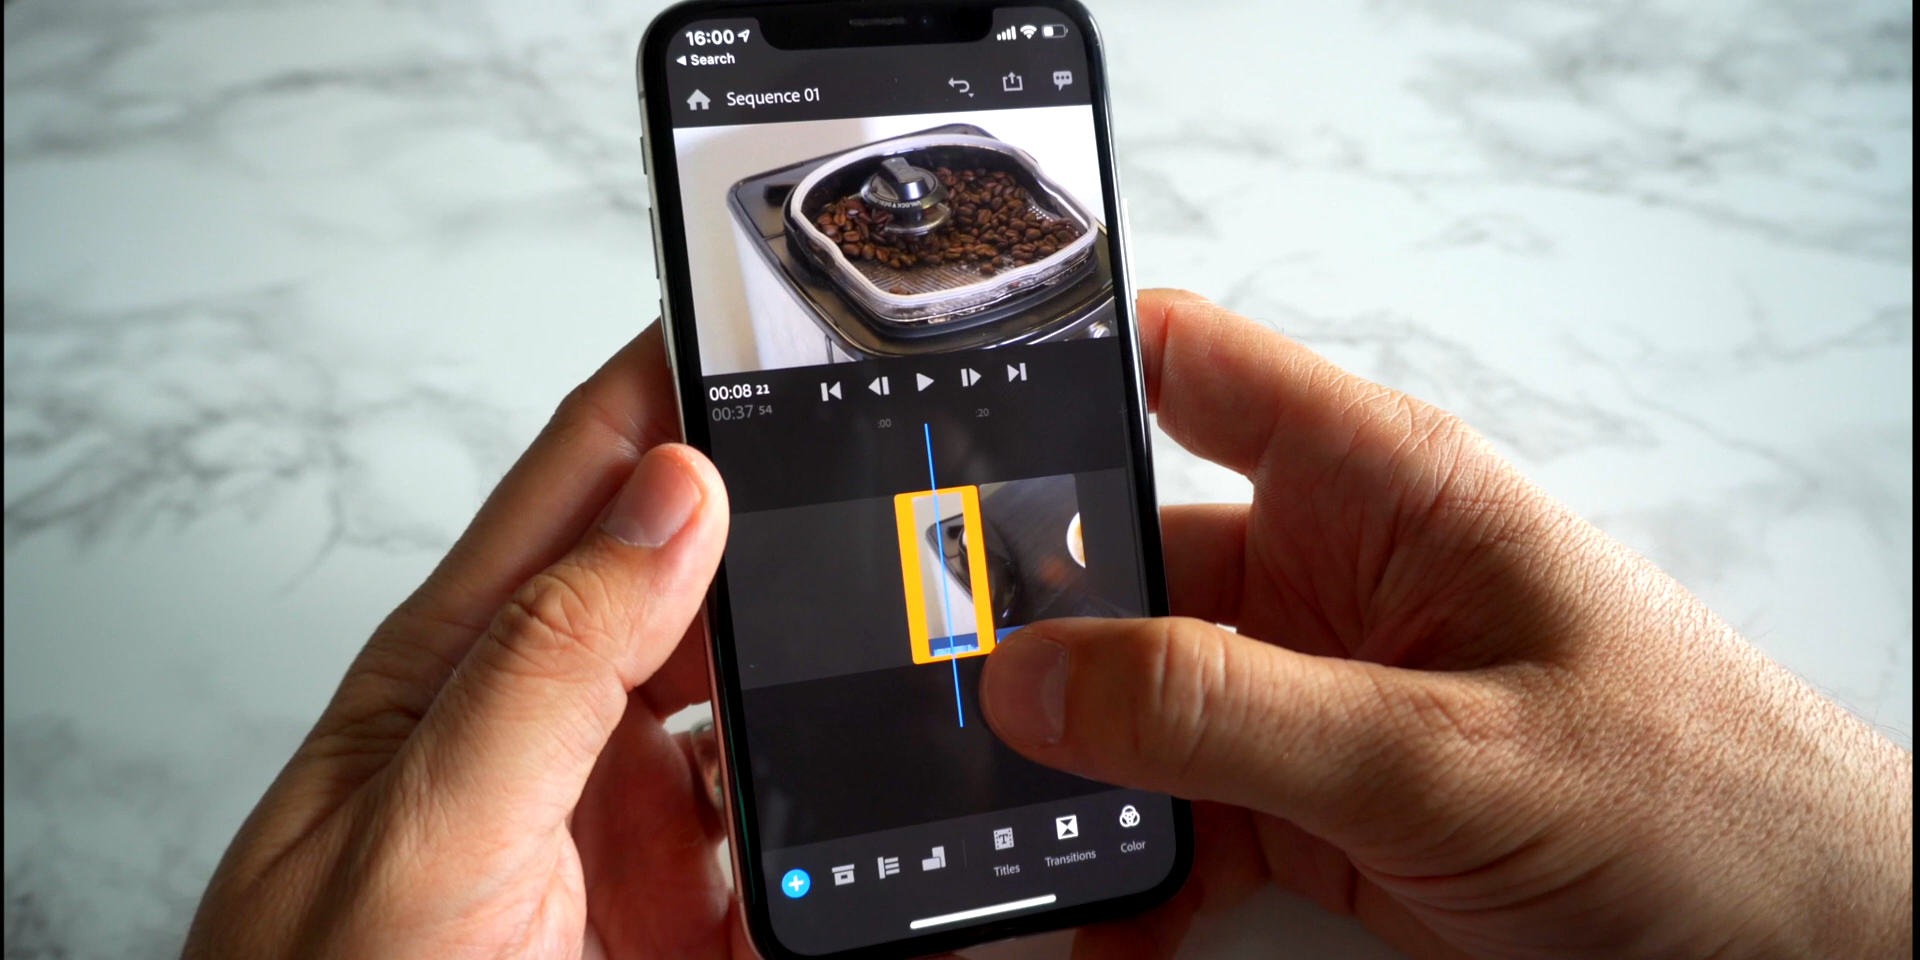 16:00
Search
Sequence 01
00:08 21
00:37 54
:00
:20
Titles
Transitions
Color